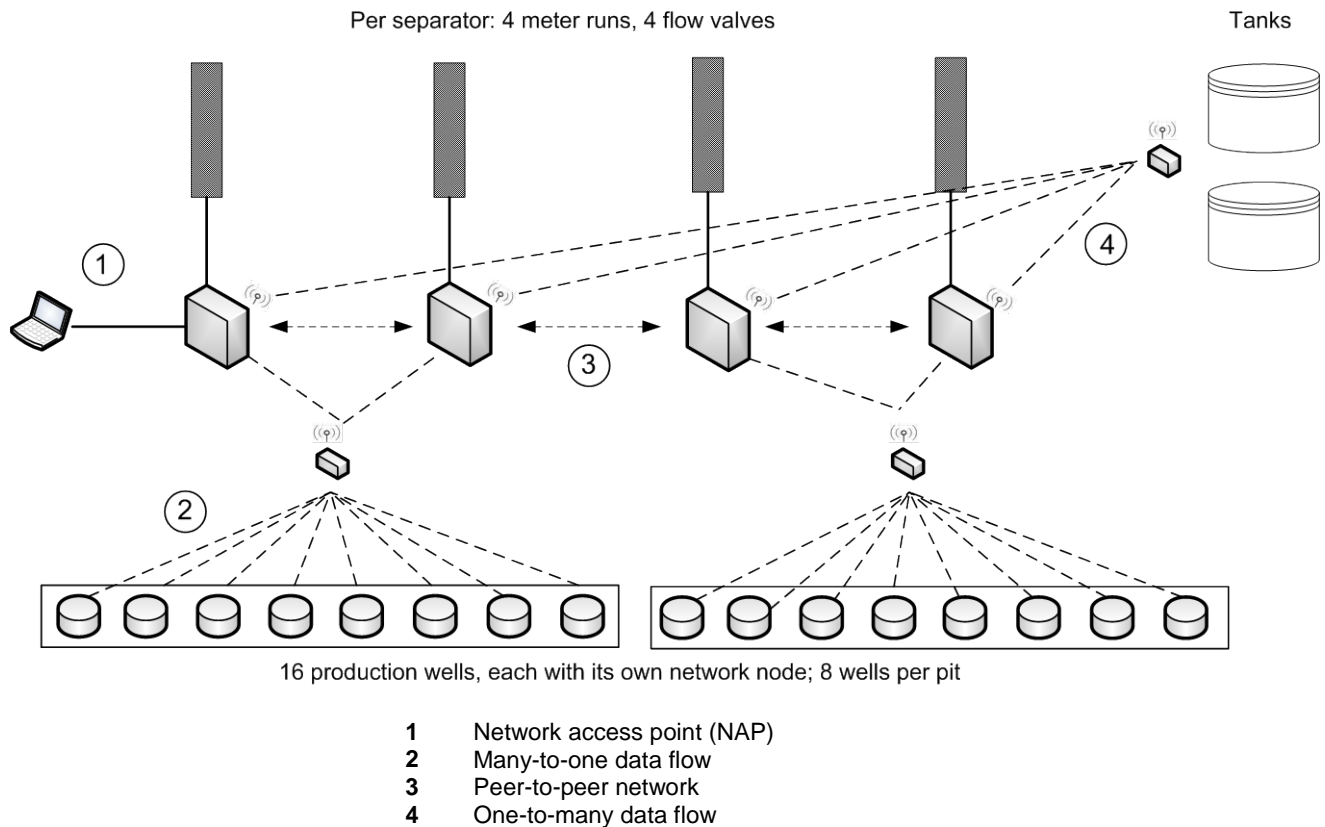 Per separator: 4 meter runs, 4 flow valves
Tanks
1
4
3
2
16 production wells, each with its own network node; 8 wells per pit
1 Network access point (NAP)
2 Many-to-one data flow
3 Peer-to-peer network
4 One-to-many data flow